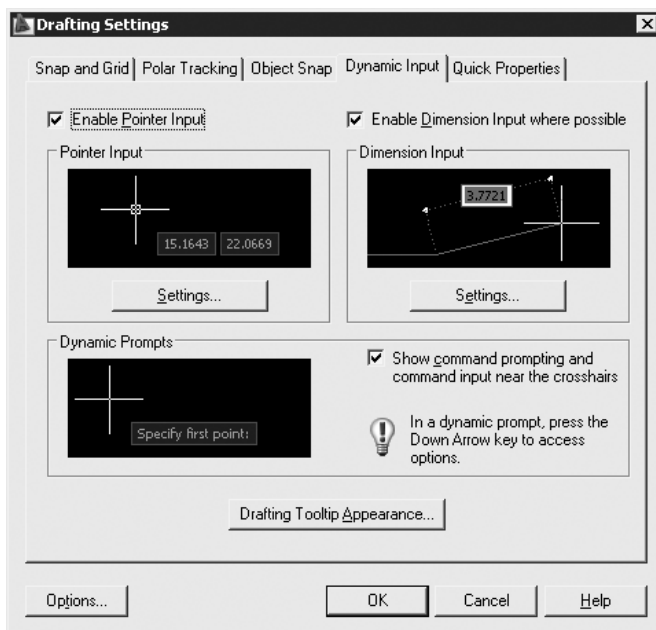 Drafting Settings
Snap and Grid Polar Tracking Object Snap Dynamic Input Quick Properties
Enable Pointer Input
Enable Dimension Input where possible
Pointer Input
15.1643 22.0669
Settings...
Dimension Input
3.7721
Settings...
Dynamic Prompts
Specify first point:
Show command prompting and
command input near the crosshairs
In a dynamic prompt, press the
Down Arrow key to access
options.
Drafting Tooltip Appearance...
Options...
OK
Cancel
Help